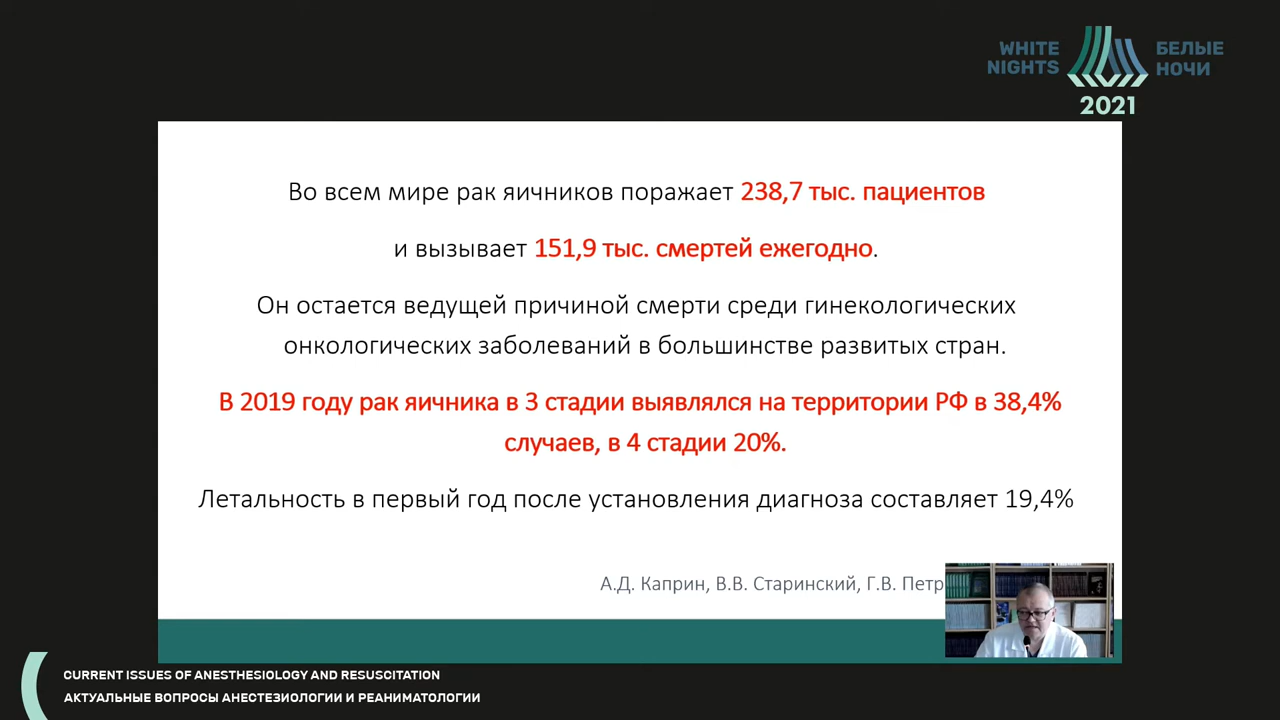 WHITE
NIGHTS
БЕЛЫЕ
НОЧИ
2021
Во всем мире рак яичников поражает 238,7 тыс. пациентов
и вызывает 151,9 тыс. смертей ежегодно.
Он остается ведущей причиной смерти среди гинекологических
онкологических заболеваний в большинстве развитых стран.
В 2019 году рак яичника в 3 стадии выявлялся на территории РФ в 38,4%
случаев, в 4 стадии 20%.
Летальность в первый год после установления диагноза составляет 19,4%
А.Д. Каприн, В.В. Старинский, Г.В.
CURRENT ISSUES OF ANESTHESIOLOGY AND RESUSCITATION
АКТУАЛЬНЫЕ ВОПРОСЫ АНЕСТЕЗИОЛОГИИ И РЕАНИМАТОЛОГИИ